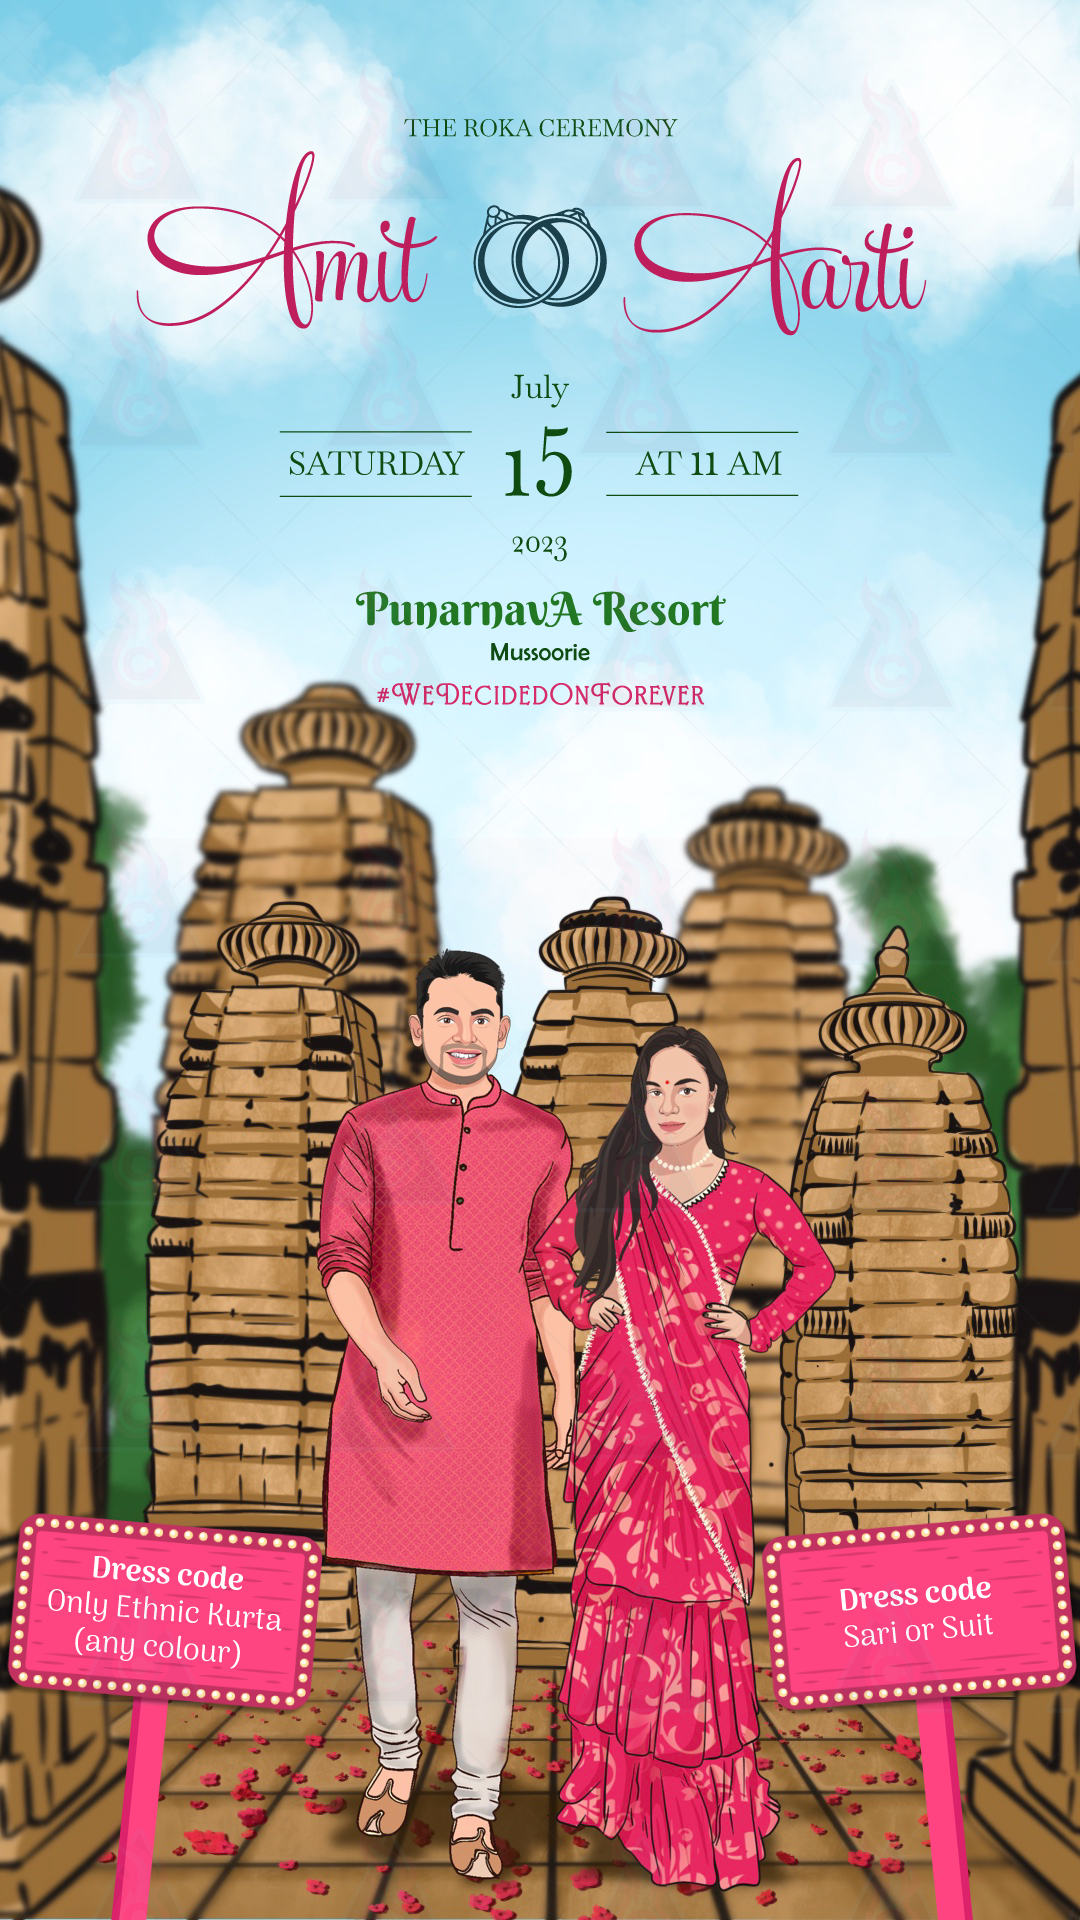 THE ROKA CEREMONY
Amit Aarti
July
SATURDAY 15 AT 11 AM
2023
PunarnavA Resort
Mussoorie
#WeDecidedOnForever
Dress code
Only Ethnic Kurta
(any colour)
Dress code
Sari or Suit